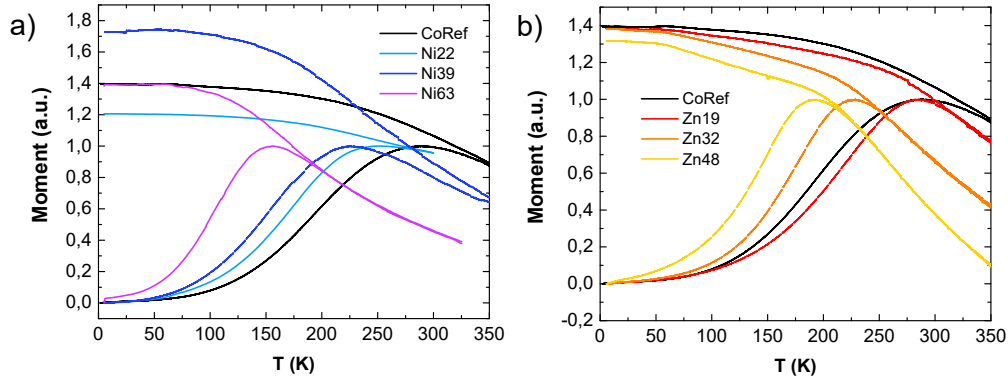 a)
1,8
1,6
1,4
1,2
1,0
0,8
0,6
0,4
0,2
0,0
Moment (a.u.)
CoRef
Ni22
Ni39
Ni63
0 50 100 150 200 250 300 350
T (K)
b)
1,4
1,2
1,0
0,8
0,6
0,4
0,2
0,0
-0,2
Moment (a.u.)
CoRef
Zn19
Zn32
Zn48
0 50 100 150 200 250 300 350
T (K)